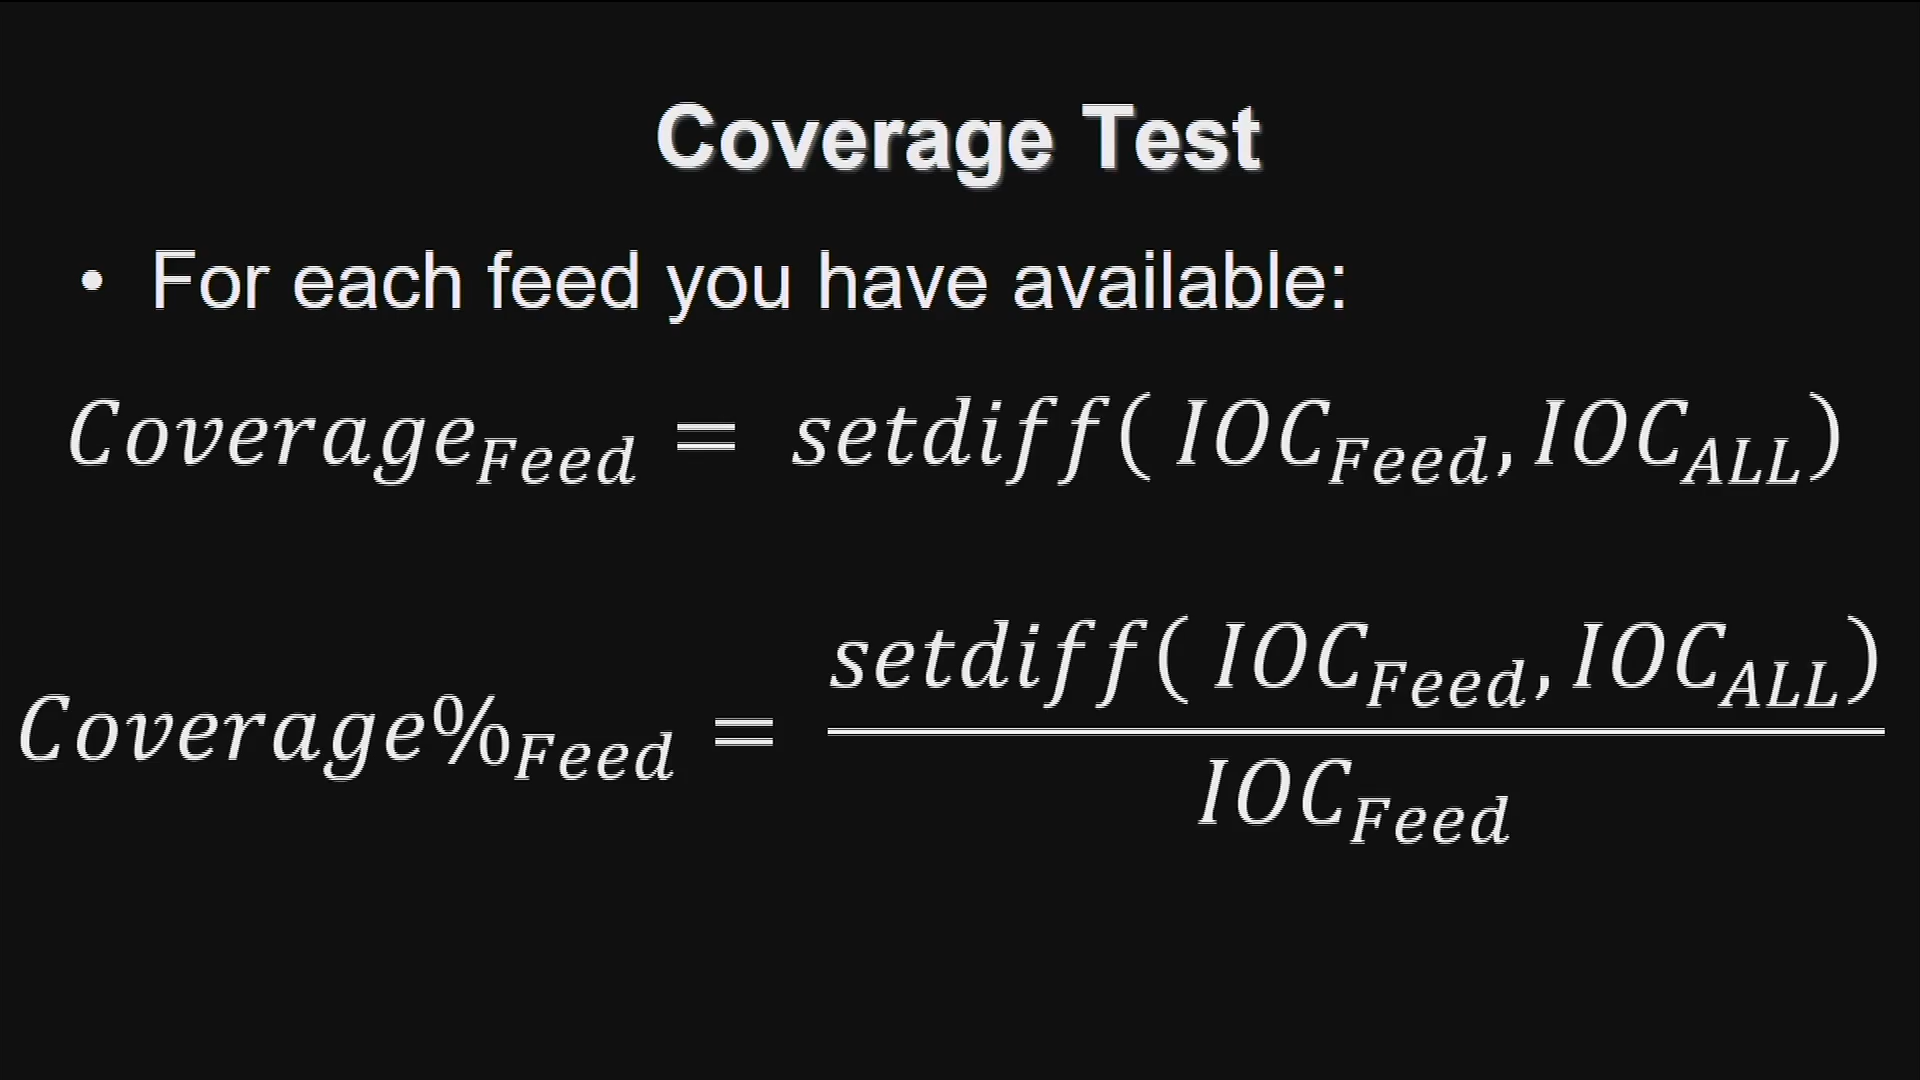 Coverage Test
• For each feed you have available:
Coverage_Feed = setdiff( IOC_Feed, IOC_ALL)
Coverage%_Feed = setdiff( IOC_Feed, IOC_ALL) / IOC_Feed